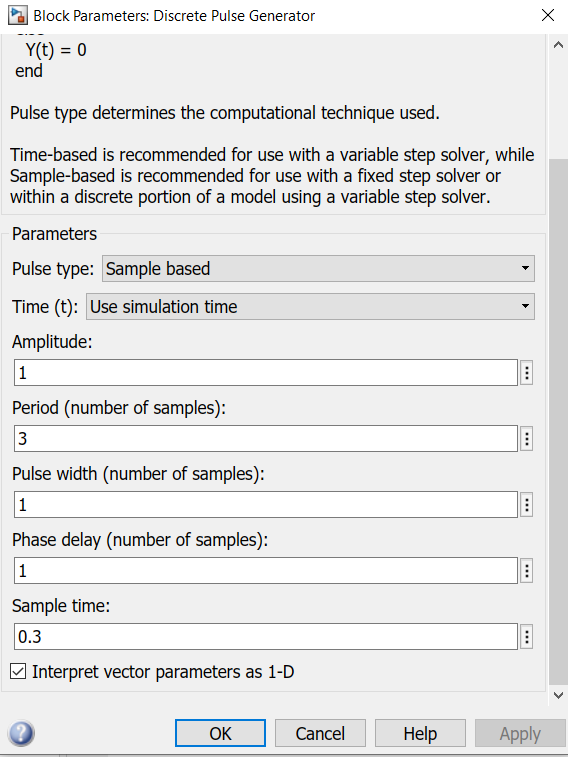 Block Parameters: Discrete Pulse Generator
Y(t) = 0
end
Pulse type determines the computational technique used.
Time-based is recommended for use with a variable step solver, while
Sample-based is recommended for use with a fixed step solver or
within a discrete portion of a model using a variable step solver.
Parameters
Pulse type: Sample based
Time (t): Use simulation time
Amplitude:
1
Period (number of samples):
3
Pulse width (number of samples):
1
Phase delay (number of samples):
1
Sample time:
0.3
Interpret vector parameters as 1-D
OK Cancel Help Apply